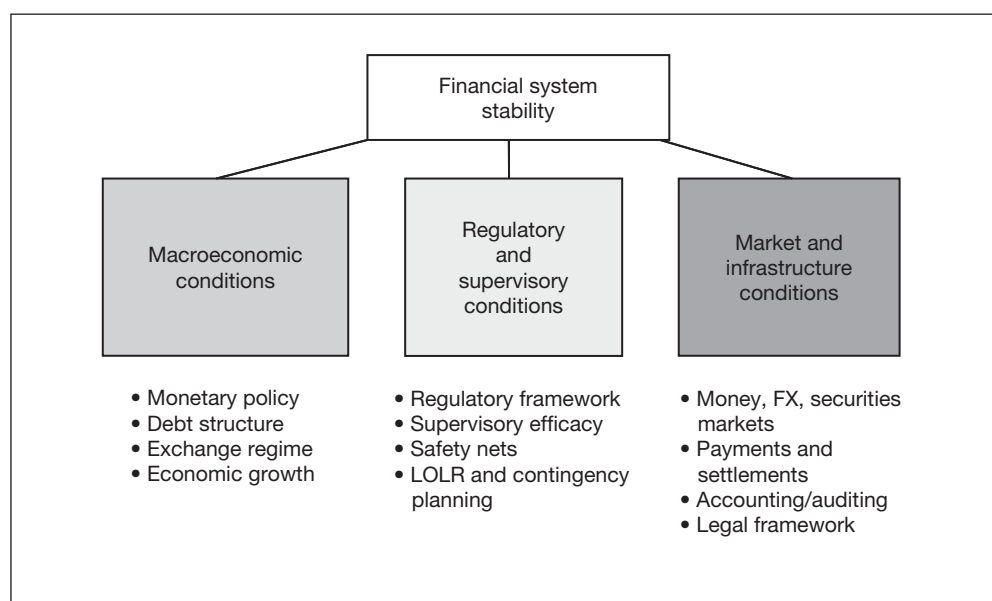 Financial system
stability
Macroeconomic
conditions
Regulatory
and
supervisory
conditions
Market and
infrastructure
conditions
• Monetary policy
• Debt structure
• Exchange regime
• Economic growth
• Regulatory framework
• Supervisory efficacy
• Safety nets
• LOLR and contingency
planning
• Money, FX, securities
markets
• Payments and
settlements
• Accounting/auditing
• Legal framework